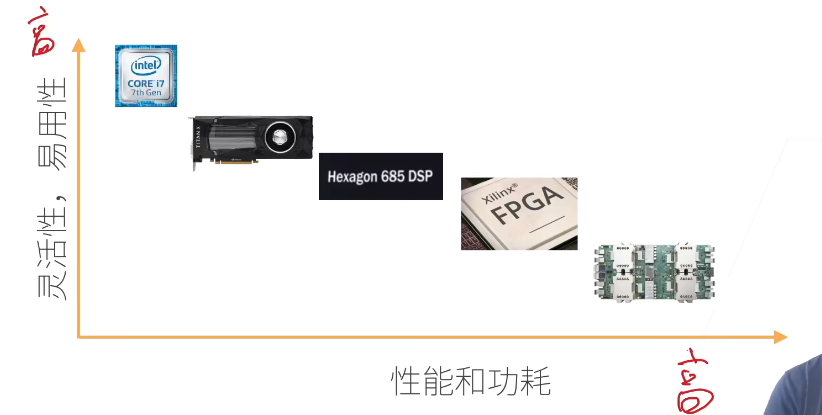 高
intel
CORE i7
7th Gen
TITAN X
Hexagon 685 DSP
Xilinx®
FPGA
灵活性，易用性
性能和功耗
高